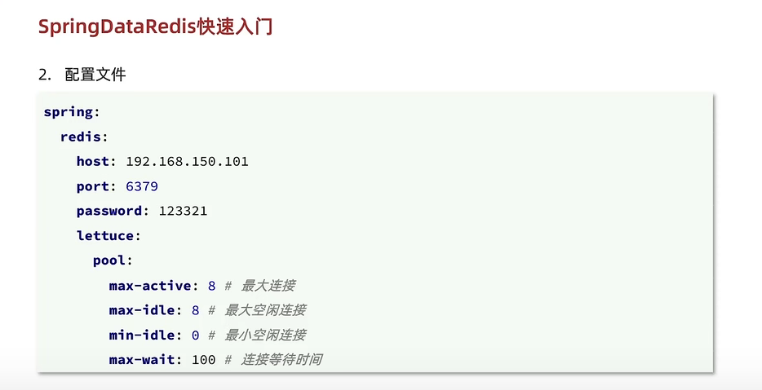 SpringDataRedis快速入门
2. 配置文件
spring:
  redis:
    host: 192.168.150.101
    port: 6379
    password: 123321
    lettuce:
      pool:
        max-active: 8 # 最大连接
        max-idle: 8 # 最大空闲连接
        min-idle: 0 # 最小空闲连接
        max-wait: 100 # 连接等待时间